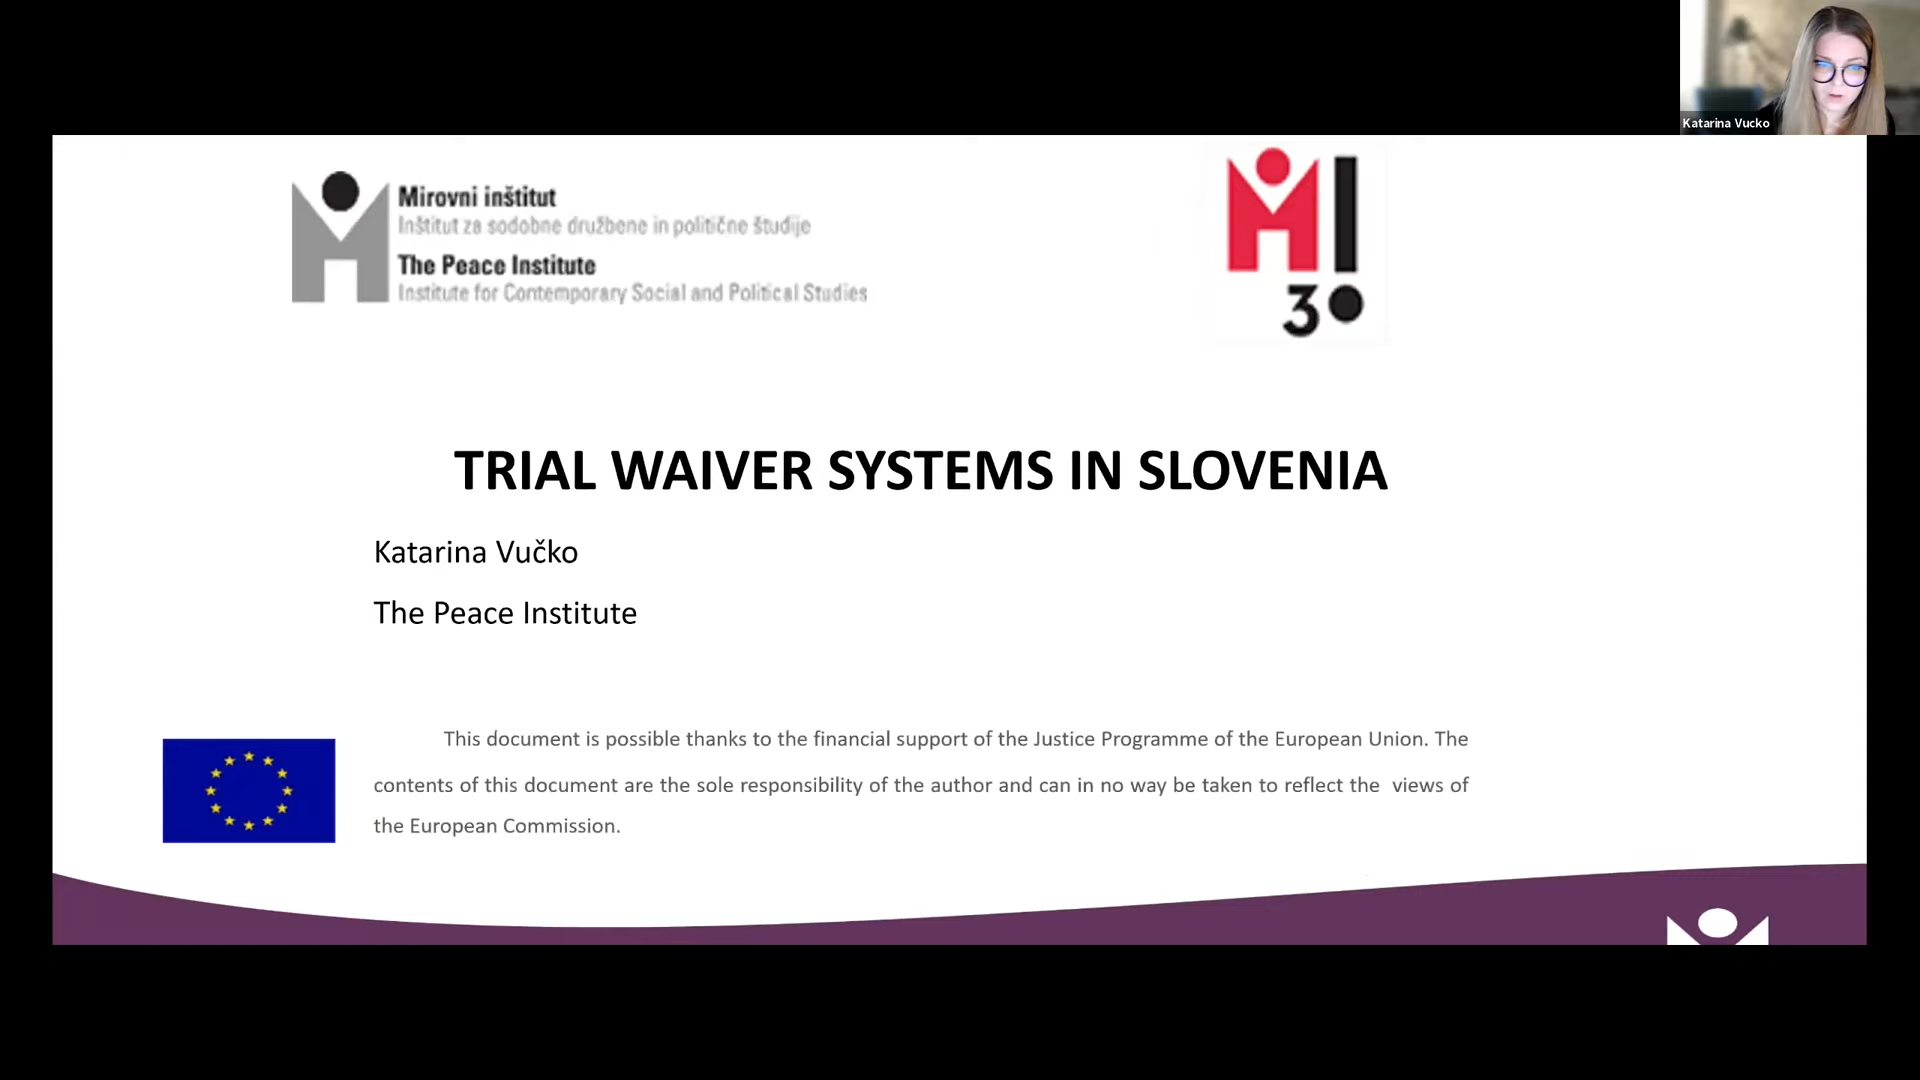 Katarina Vucko
Mirovni inštitut
Inštitut za sodobne družbene in politične študije
The Peace Institute
Institute for Contemporary Social and Political Studies
MI
30
TRIAL WAIVER SYSTEMS IN SLOVENIA
Katarina Vučko
The Peace Institute
This document is possible thanks to the financial support of the Justice Programme of the European Union. The
contents of this document are the sole responsibility of the author and can in no way be taken to reflect the views of
the European Commission.